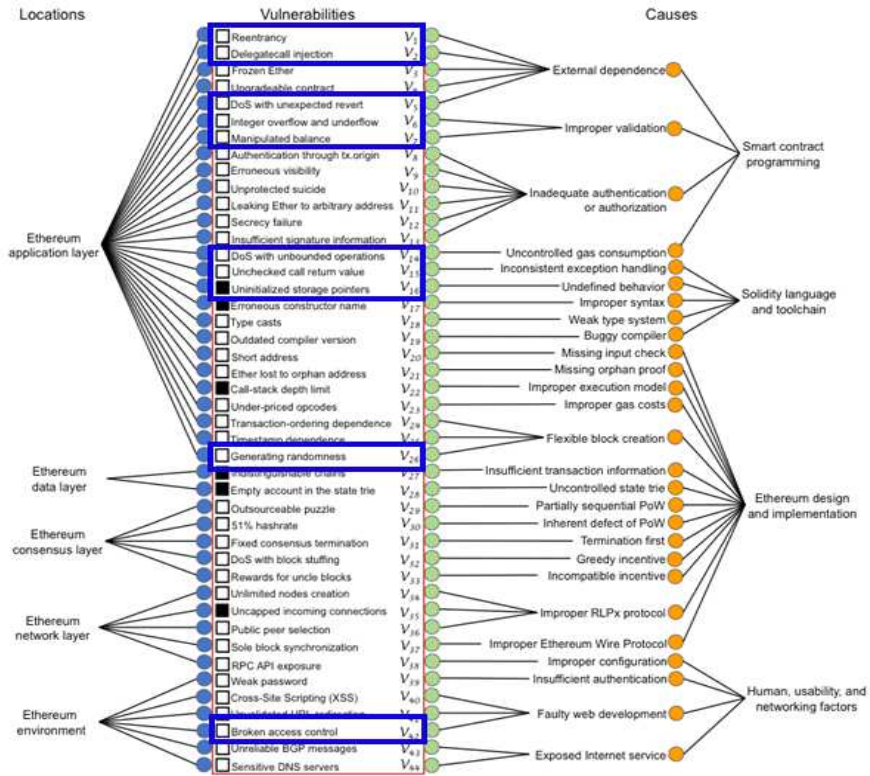 Locations
Vulnerabilities
Causes
Reentrancy V1
Delegatecall injection V2
Frozen Ether V3
Upgradeable contract V4
DoS with unexpected revert V5
Integer overflow and underflow V6
Manipulated balance V7
Authentication through tx.origin V8
Erroneous visibility V9
Unprotected suicide V10
Leaking Ether to arbitrary address V11
Secrecy failure V12
Insufficient signature information V13
DoS with unbounded operations V14
Unchecked call return value V15
Uninitialized storage pointers V16
Erroneous constructor name V17
Type casts V18
Outdated compiler version V19
Short address V20
Ether lost to orphan address V21
Call-stack depth limit V22
Under-priced opcodes V23
Transaction-ordering dependence V24
Timestamp dependence V25
Generating randomness V26
Indistinguishable chains V27
Empty account in the state trie V28
Outsourceable puzzle V29
51% hashrate V30
Fixed consensus termination V31
DoS with block stuffing V32
Rewards for uncle blocks V33
Unlimited nodes creation V34
Uncapped incoming connections V35
Public peer selection V36
Sole block synchronization V37
RPC API exposure V38
Weak password V39
Cross-Site Scripting (XSS) V40
Unvalidated URL redirection V41
Broken access control V42
Unreliable BGP messages V43
Sensitive DNS servers V44
Ethereum
application layer
Ethereum
data layer
Ethereum
consensus layer
Ethereum
network layer
Ethereum
environment
External dependence
Improper validation
Inadequate authentication
or authorization
Uncontrolled gas consumption
Inconsistent exception handling
Undefined behavior
Improper syntax
Weak type system
Buggy compiler
Missing input check
Missing orphan proof
Improper execution model
Improper gas costs
Flexible block creation
Insufficient transaction information
Uncontrolled state trie
Partially sequential PoW
Inherent defect of PoW
Termination first
Greedy incentive
Incompatible incentive
Improper RLPx protocol
Improper Ethereum Wire Protocol
Improper configuration
Insufficient authentication
Faulty web development
Exposed Internet service
Smart contract
programming
Solidity language
and toolchain
Ethereum design
and implementation
Human, usability, and
networking factors